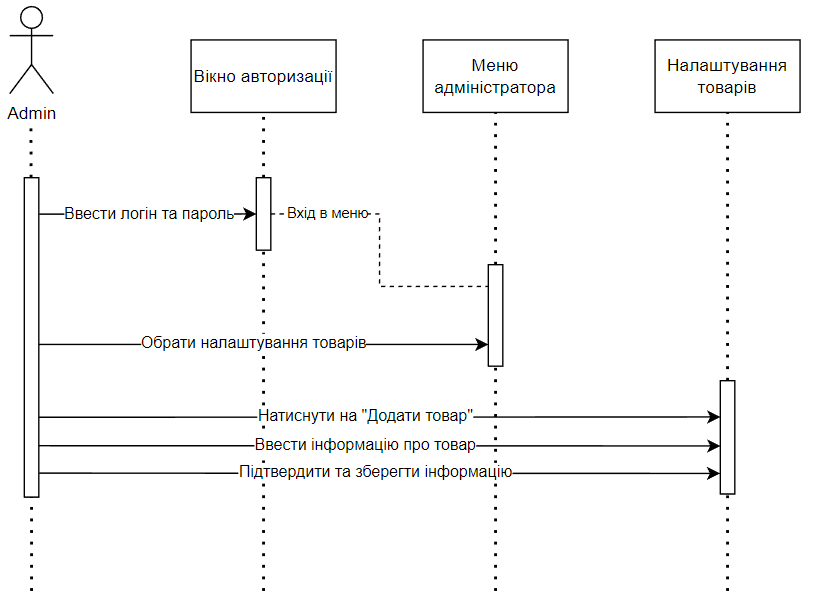 Admin
Вікно авторизації
Меню
адміністратора
Налаштування
товарів
Ввести логін та пароль
Вхід в меню
Обрати налаштування товарів
Натиснути на "Додати товар"
Ввести інформацію про товар
Підтвердити та зберегти інформацію